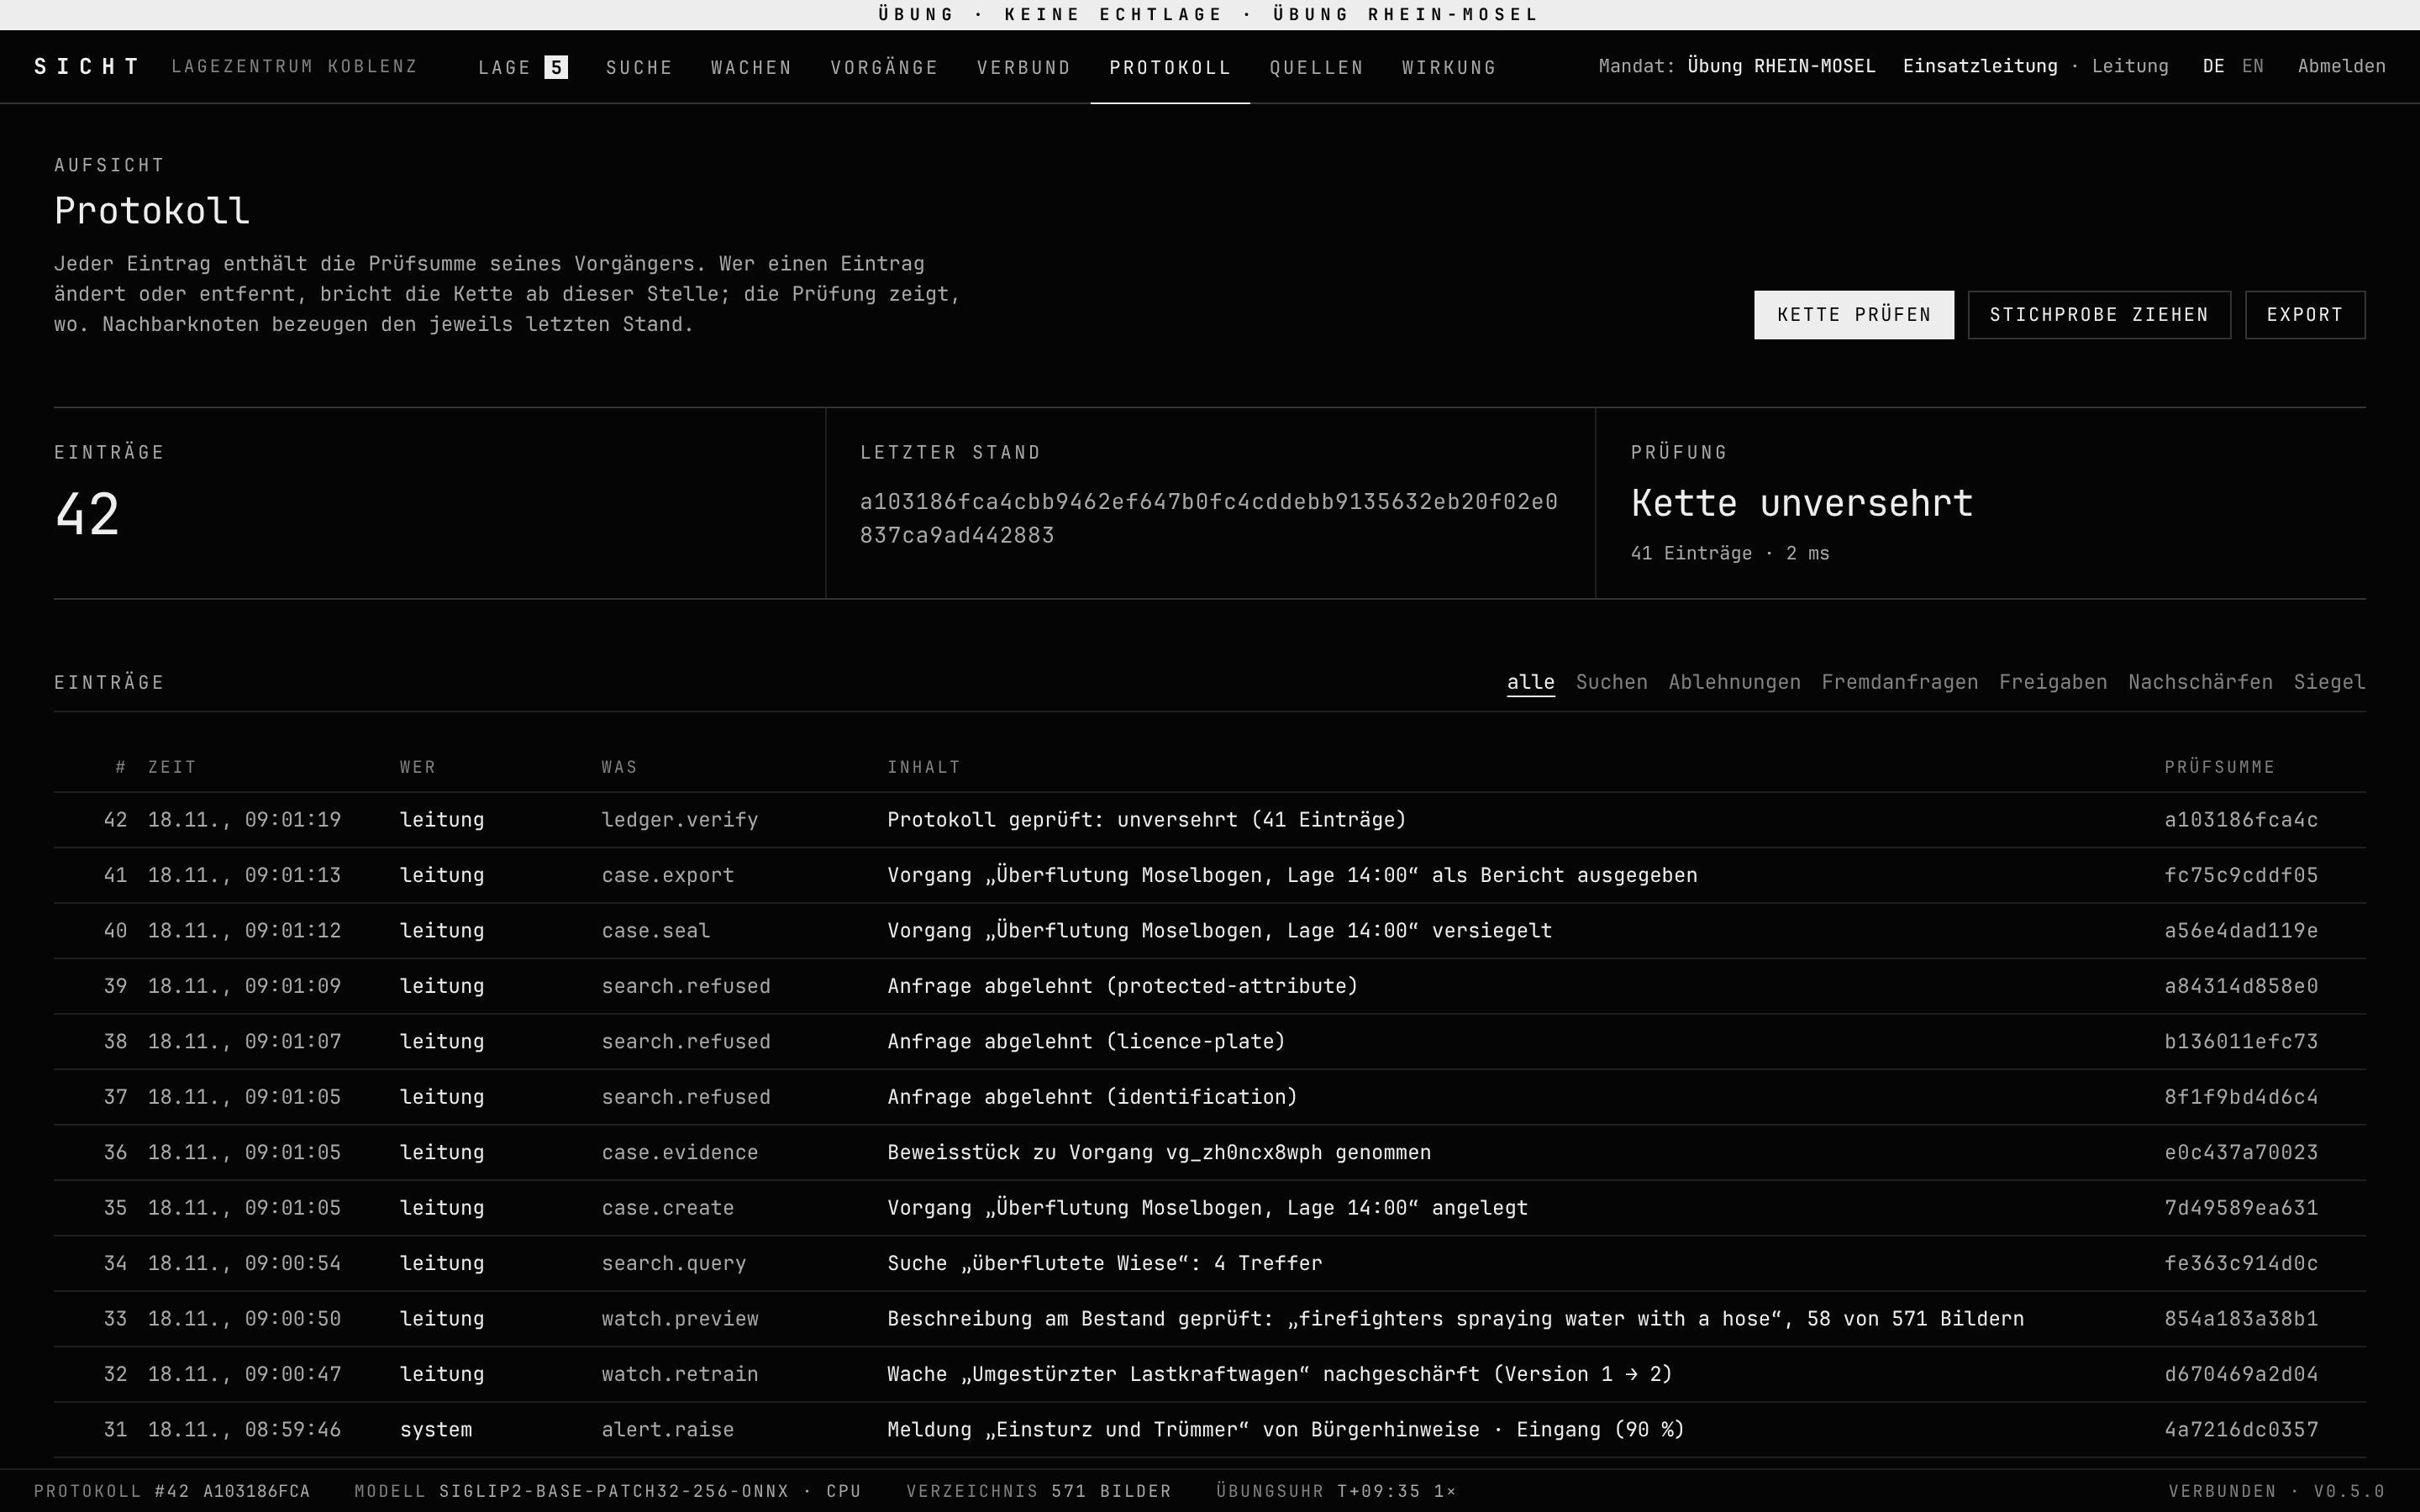 ÜBUNG · KEINE ECHTLAGE · ÜBUNG RHEIN-MOSEL
SICHT LAGEZENTRUM KOBLENZ LAGE 5 SUCHE WACHEN VORGÄNGE VERBUND PROTOKOLL QUELLEN WIRKUNG Mandat: Übung RHEIN-MOSEL Einsatzleitung · Leitung DE EN Abmelden
AUFSICHT
Protokoll
Jeder Eintrag enthält die Prüfsumme seines Vorgängers. Wer einen Eintrag
ändert oder entfernt, bricht die Kette ab dieser Stelle; die Prüfung zeigt,
wo. Nachbarknoten bezeugen den jeweils letzten Stand.
KETTE PRÜFEN STICHPROBE ZIEHEN EXPORT
EINTRÄGE
42
LETZTER STAND
a103186fca4cbb9462ef647b0fc4cddebb9135632eb20f02e0
837ca9ad442883
PRÜFUNG
Kette unversehrt
41 Einträge · 2 ms
EINTRÄGE alle Suchen Ablehnungen Fremdanfragen Freigaben Nachschärfen Siegel
# ZEIT WER WAS INHALT PRÜFSUMME
42 18.11., 09:01:19 leitung ledger.verify Protokoll geprüft: unversehrt (41 Einträge) a103186fca4c
41 18.11., 09:01:13 leitung case.export Vorgang „Überflutung Moselbogen, Lage 14:00“ als Bericht ausgegeben fc75c9cddf05
40 18.11., 09:01:12 leitung case.seal Vorgang „Überflutung Moselbogen, Lage 14:00“ versiegelt a56e4dad119e
39 18.11., 09:01:09 leitung search.refused Anfrage abgelehnt (protected-attribute) a84314d858e0
38 18.11., 09:01:07 leitung search.refused Anfrage abgelehnt (licence-plate) b136011efc73
37 18.11., 09:01:05 leitung search.refused Anfrage abgelehnt (identification) 8f1f9bd4d6c4
36 18.11., 09:01:05 leitung case.evidence Beweisstück zu Vorgang vg_zh0ncx8wph genommen e0c437a70023
35 18.11., 09:01:05 leitung case.create Vorgang „Überflutung Moselbogen, Lage 14:00“ angelegt 7d49589ea631
34 18.11., 09:00:54 leitung search.query Suche „überflutete Wiese“: 4 Treffer fe363c914d0c
33 18.11., 09:00:50 leitung watch.preview Beschreibung am Bestand geprüft: „firefighters spraying water with a hose“, 58 von 571 Bildern 854a183a38b1
32 18.11., 09:00:47 leitung watch.retrain Wache „Umgestürzter Lastkraftwagen“ nachgeschärft (Version 1 → 2) d670469a2d04
31 18.11., 08:59:46 system alert.raise Meldung „Einsturz und Trümmer“ von Bürgerhinweise · Eingang (90 %) 4a7216dc0357
PROTOKOLL #42 A103186FCA MODELL SIGLIP2-BASE-PATCH32-256-ONNX · CPU VERZEICHNIS 571 BILDER ÜBUNGSUHR T+09:35 1× VERBUNDEN · V0.5.0